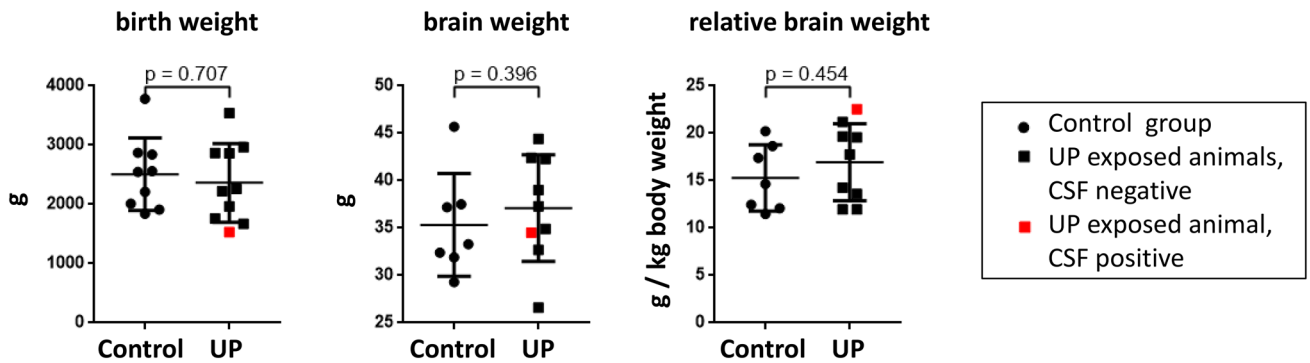 birth weight
brain weight
relative brain weight
p = 0.707
p = 0.396
p = 0.454
4000
3000
2000
1000
0
g
Control UP
50
45
40
35
30
25
g
Control UP
25
20
15
10
5
0
g / kg body weight
Control UP
Control group
UP exposed animals,
CSF negative
UP exposed animal,
CSF positive